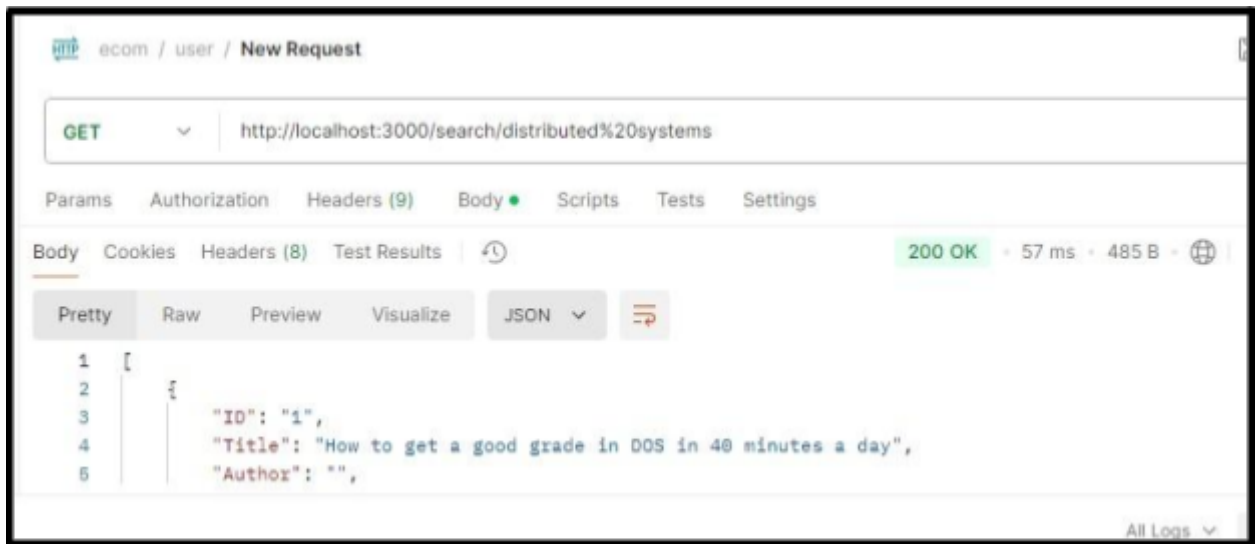 HTTP ecom / user / New Request
GET http://localhost:3000/search/distributed%20systems
Params Authorization Headers (9) Body Scripts Tests Settings
Body Cookies Headers (8) Test Results 200 OK 57 ms 485 B
Pretty Raw Preview Visualize JSON
1 [
2 {
3 "ID": "1",
4 "Title": "How to get a good grade in DOS in 40 minutes a day",
5 "Author": "",
All Logs